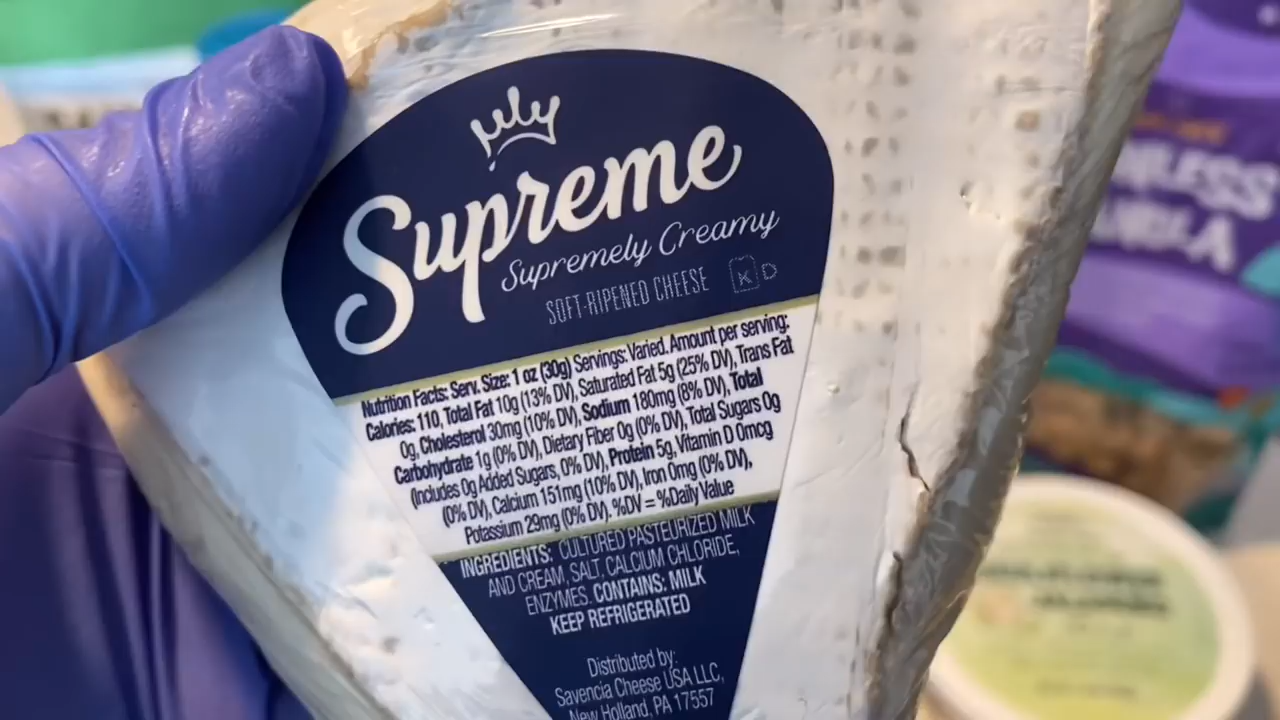 Supreme
Supremely Creamy
SOFT-RIPENED CHEESE K D
Nutrition Facts: Serv. Size: 1 oz (30g) Servings: Varied. Amount per serving:
Calories: 110, Total Fat 10g (13% DV), Saturated Fat 5g (25% DV), Trans Fat
0g, Cholesterol 30mg (10% DV), Sodium 180mg (8% DV), Total
Carbohydrate 1g (0% DV), Dietary Fiber 0g (0% DV), Total Sugars 0g
(Includes 0g Added Sugars, 0% DV), Protein 5g, Vitamin D 0mcg
(0% DV), Calcium 151mg (10% DV), Iron 0mg (0% DV),
Potassium 29mg (0% DV). %DV = %Daily Value
INGREDIENTS: CULTURED PASTEURIZED MILK
AND CREAM, SALT, CALCIUM CHLORIDE,
ENZYMES. CONTAINS: MILK
KEEP REFRIGERATED
Distributed by:
Savencia Cheese USA LLC,
New Holland, PA 17557